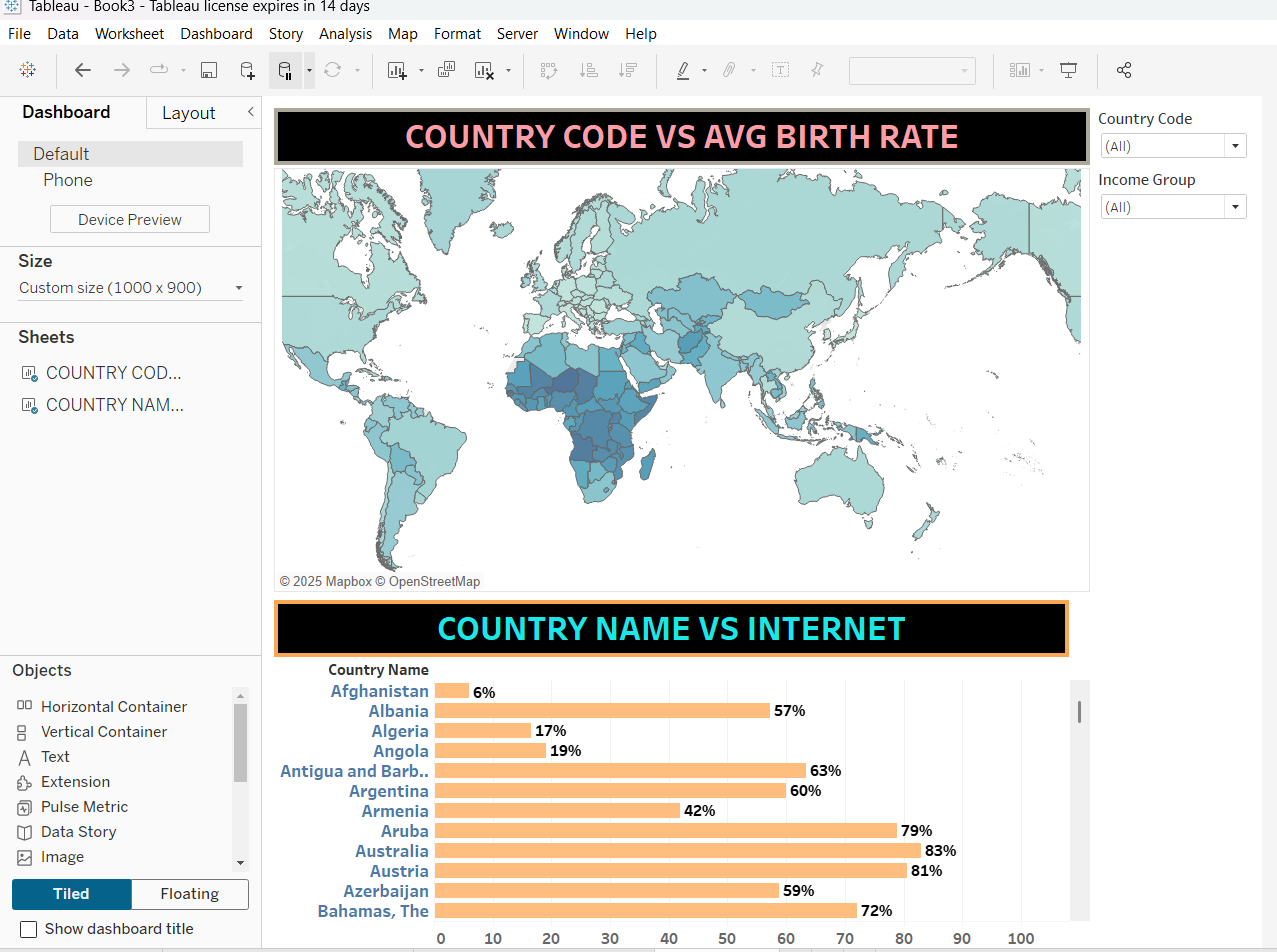 Tableau - Book3 - Tableau license expires in 14 days
File Data Worksheet Dashboard Story Analysis Map Format Server Window Help
Dashboard Layout
Default
Phone
Device Preview
Size
Custom size (1000 x 900)
Sheets
COUNTRY COD...
COUNTRY NAM...
Objects
Horizontal Container
Vertical Container
Text
Extension
Pulse Metric
Data Story
Image
Tiled Floating
Show dashboard title
COUNTRY CODE VS AVG BIRTH RATE
© 2025 Mapbox © OpenStreetMap
COUNTRY NAME VS INTERNET
Country Name
Afghanistan 6%
Albania 57%
Algeria 17%
Angola 19%
Antigua and Barb.. 63%
Argentina 60%
Armenia 42%
Aruba 79%
Australia 83%
Austria 81%
Azerbaijan 59%
Bahamas, The 72%
0 10 20 30 40 50 60 70 80 90 100
Country Code
(All)
Income Group
(All)